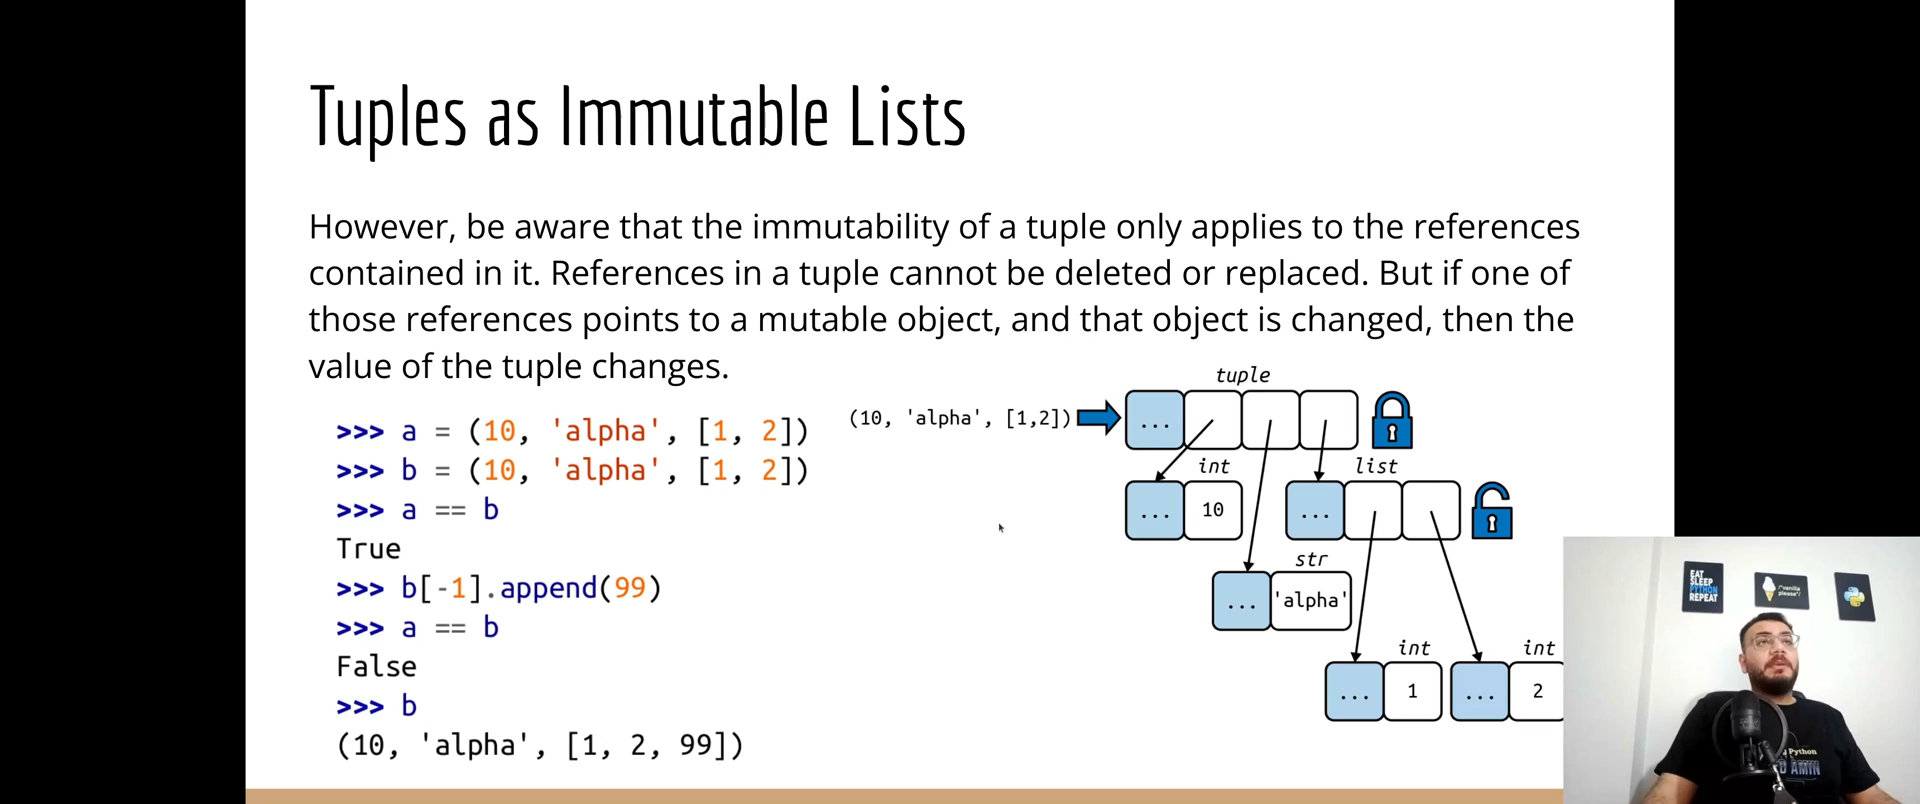 Tuples as Immutable Lists
However, be aware that the immutability of a tuple only applies to the references
contained in it. References in a tuple cannot be deleted or replaced. But if one of
those references points to a mutable object, and that object is changed, then the
value of the tuple changes.
>>> a = (10, 'alpha', [1, 2])
>>> b = (10, 'alpha', [1, 2])
>>> a == b
True
>>> b[-1].append(99)
>>> a == b
False
>>> b
(10, 'alpha', [1, 2, 99])
tuple
(10, 'alpha', [1,2])
...
int
list
...
10
...
str
...
'alpha'
int
int
...
1
...
2
EAT
SLEEP
PYTHON
REPEAT
/*vanilla
please*/
Python
AMIN